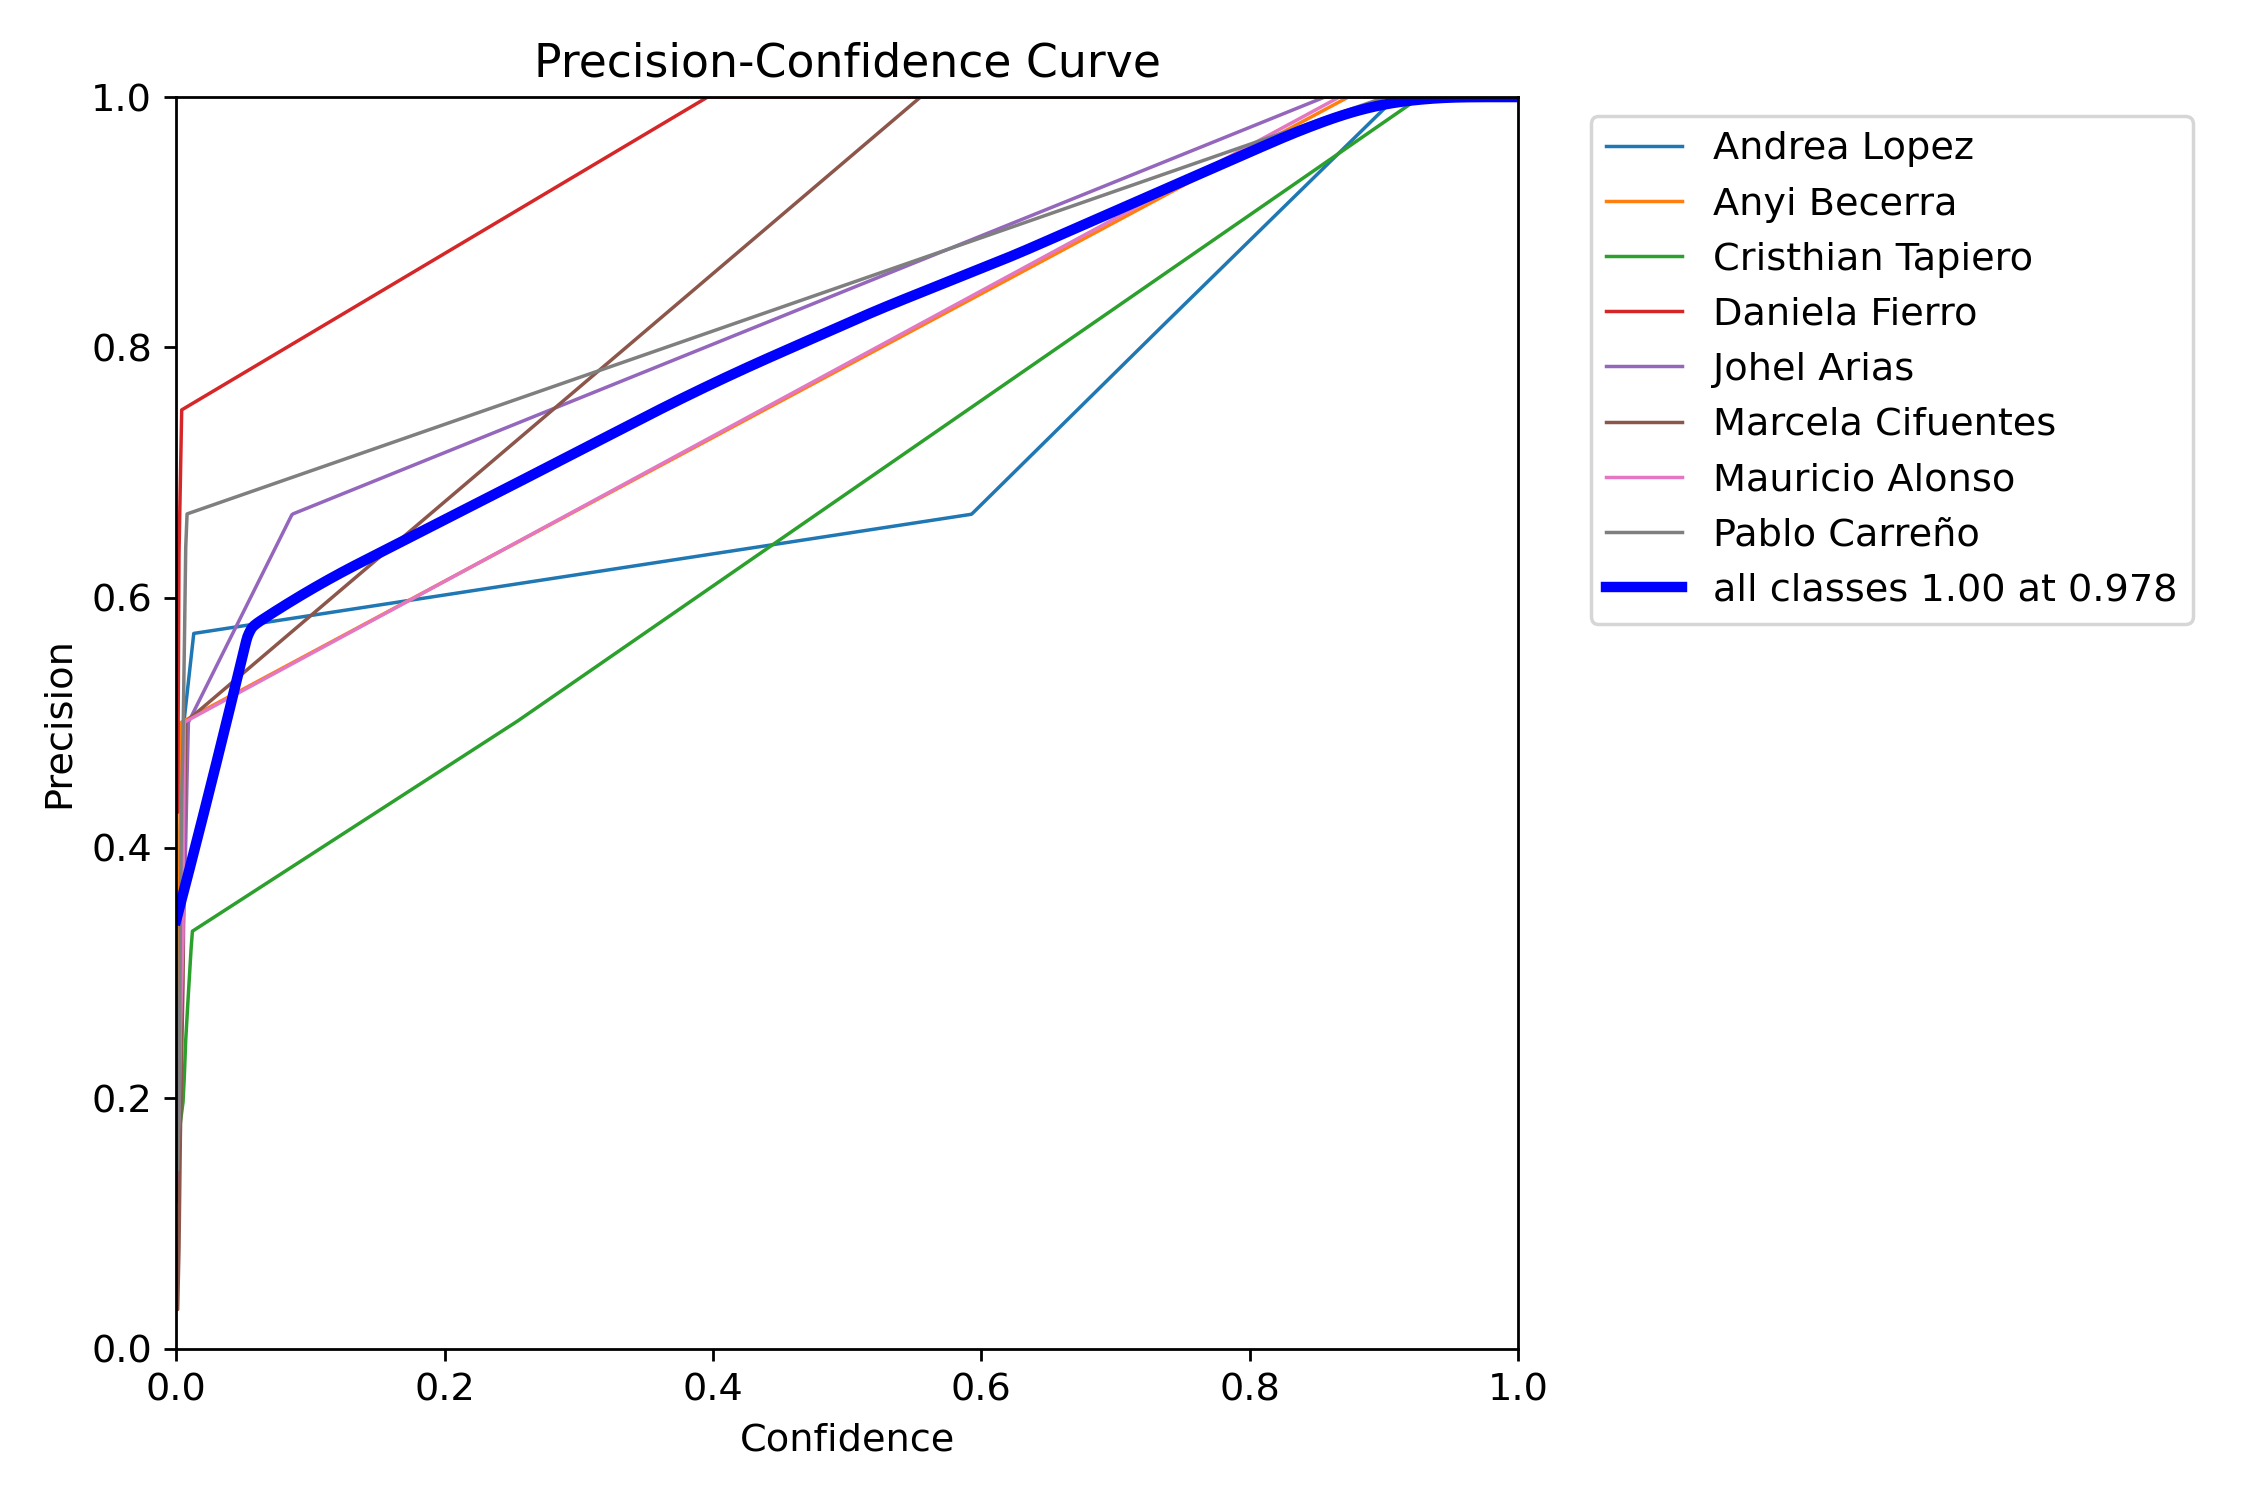 Precision-Confidence Curve
1.0
0.8
0.6
0.4
0.2
0.0
Precision
0.0 0.2 0.4 0.6 0.8 1.0
Confidence
Andrea Lopez
Anyi Becerra
Cristhian Tapiero
Daniela Fierro
Johel Arias
Marcela Cifuentes
Mauricio Alonso
Pablo Carreño
all classes 1.00 at 0.978